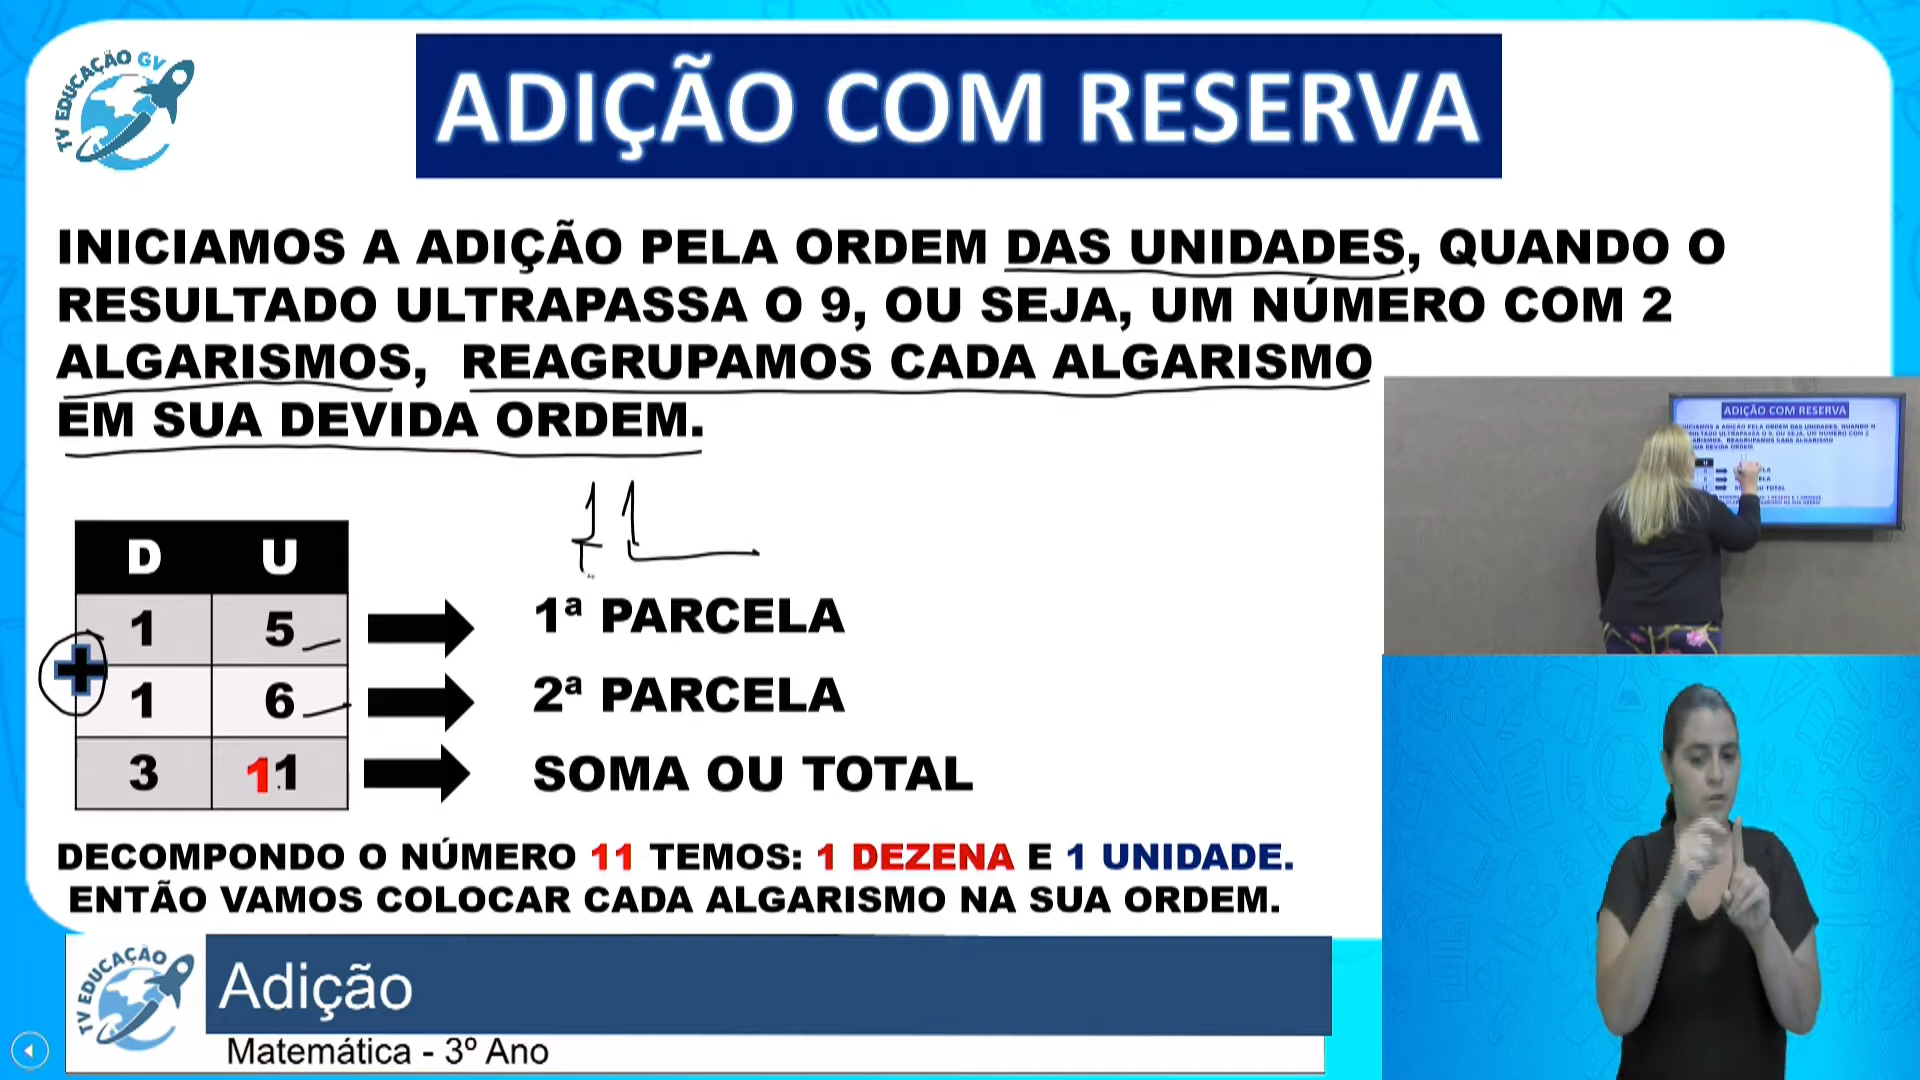 TV EDUCAÇÃO GV
ADIÇÃO COM RESERVA
INICIAMOS A ADIÇÃO PELA ORDEM DAS UNIDADES, QUANDO O
RESULTADO ULTRAPASSA O 9, OU SEJA, UM NÚMERO COM 2
ALGARISMOS, REAGRUPAMOS CADA ALGARISMO
EM SUA DEVIDA ORDEM.
11
D U
1 5 1ª PARCELA
+
1 6 2ª PARCELA
3 11 SOMA OU TOTAL
DECOMPONDO O NÚMERO 11 TEMOS: 1 DEZENA E 1 UNIDADE.
ENTÃO VAMOS COLOCAR CADA ALGARISMO NA SUA ORDEM.
ADIÇÃO COM RESERVA
TV EDUCAÇÃO
Adição
Matemática - 3º Ano